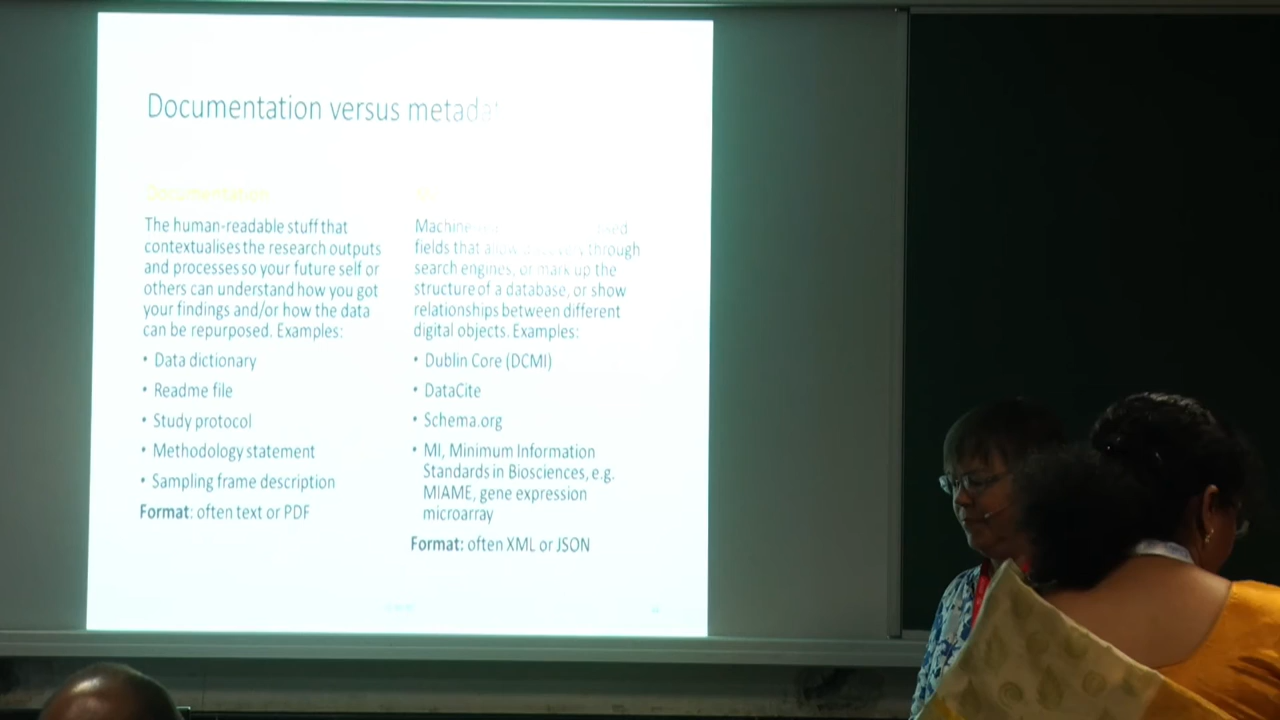 Documentation versus metada
Documentation
The human-readable stuff that
contextualises the research outputs
and processes so your future self or
others can understand how you got
your findings and/or how the data
can be repurposed. Examples:
• Data dictionary
• Readme file
• Study protocol
• Methodology statement
• Sampling frame description
Format: often text or PDF
Machine
fields that allow discovery through
search engines, or mark up the
structure of a database, or show
relationships between different
digital objects. Examples:
• Dublin Core (DCMI)
• DataCite
• Schema.org
• MI, Minimum Information
Standards in Biosciences, e.g.
MIAME, gene expression
microarray
Format: often XML or JSON